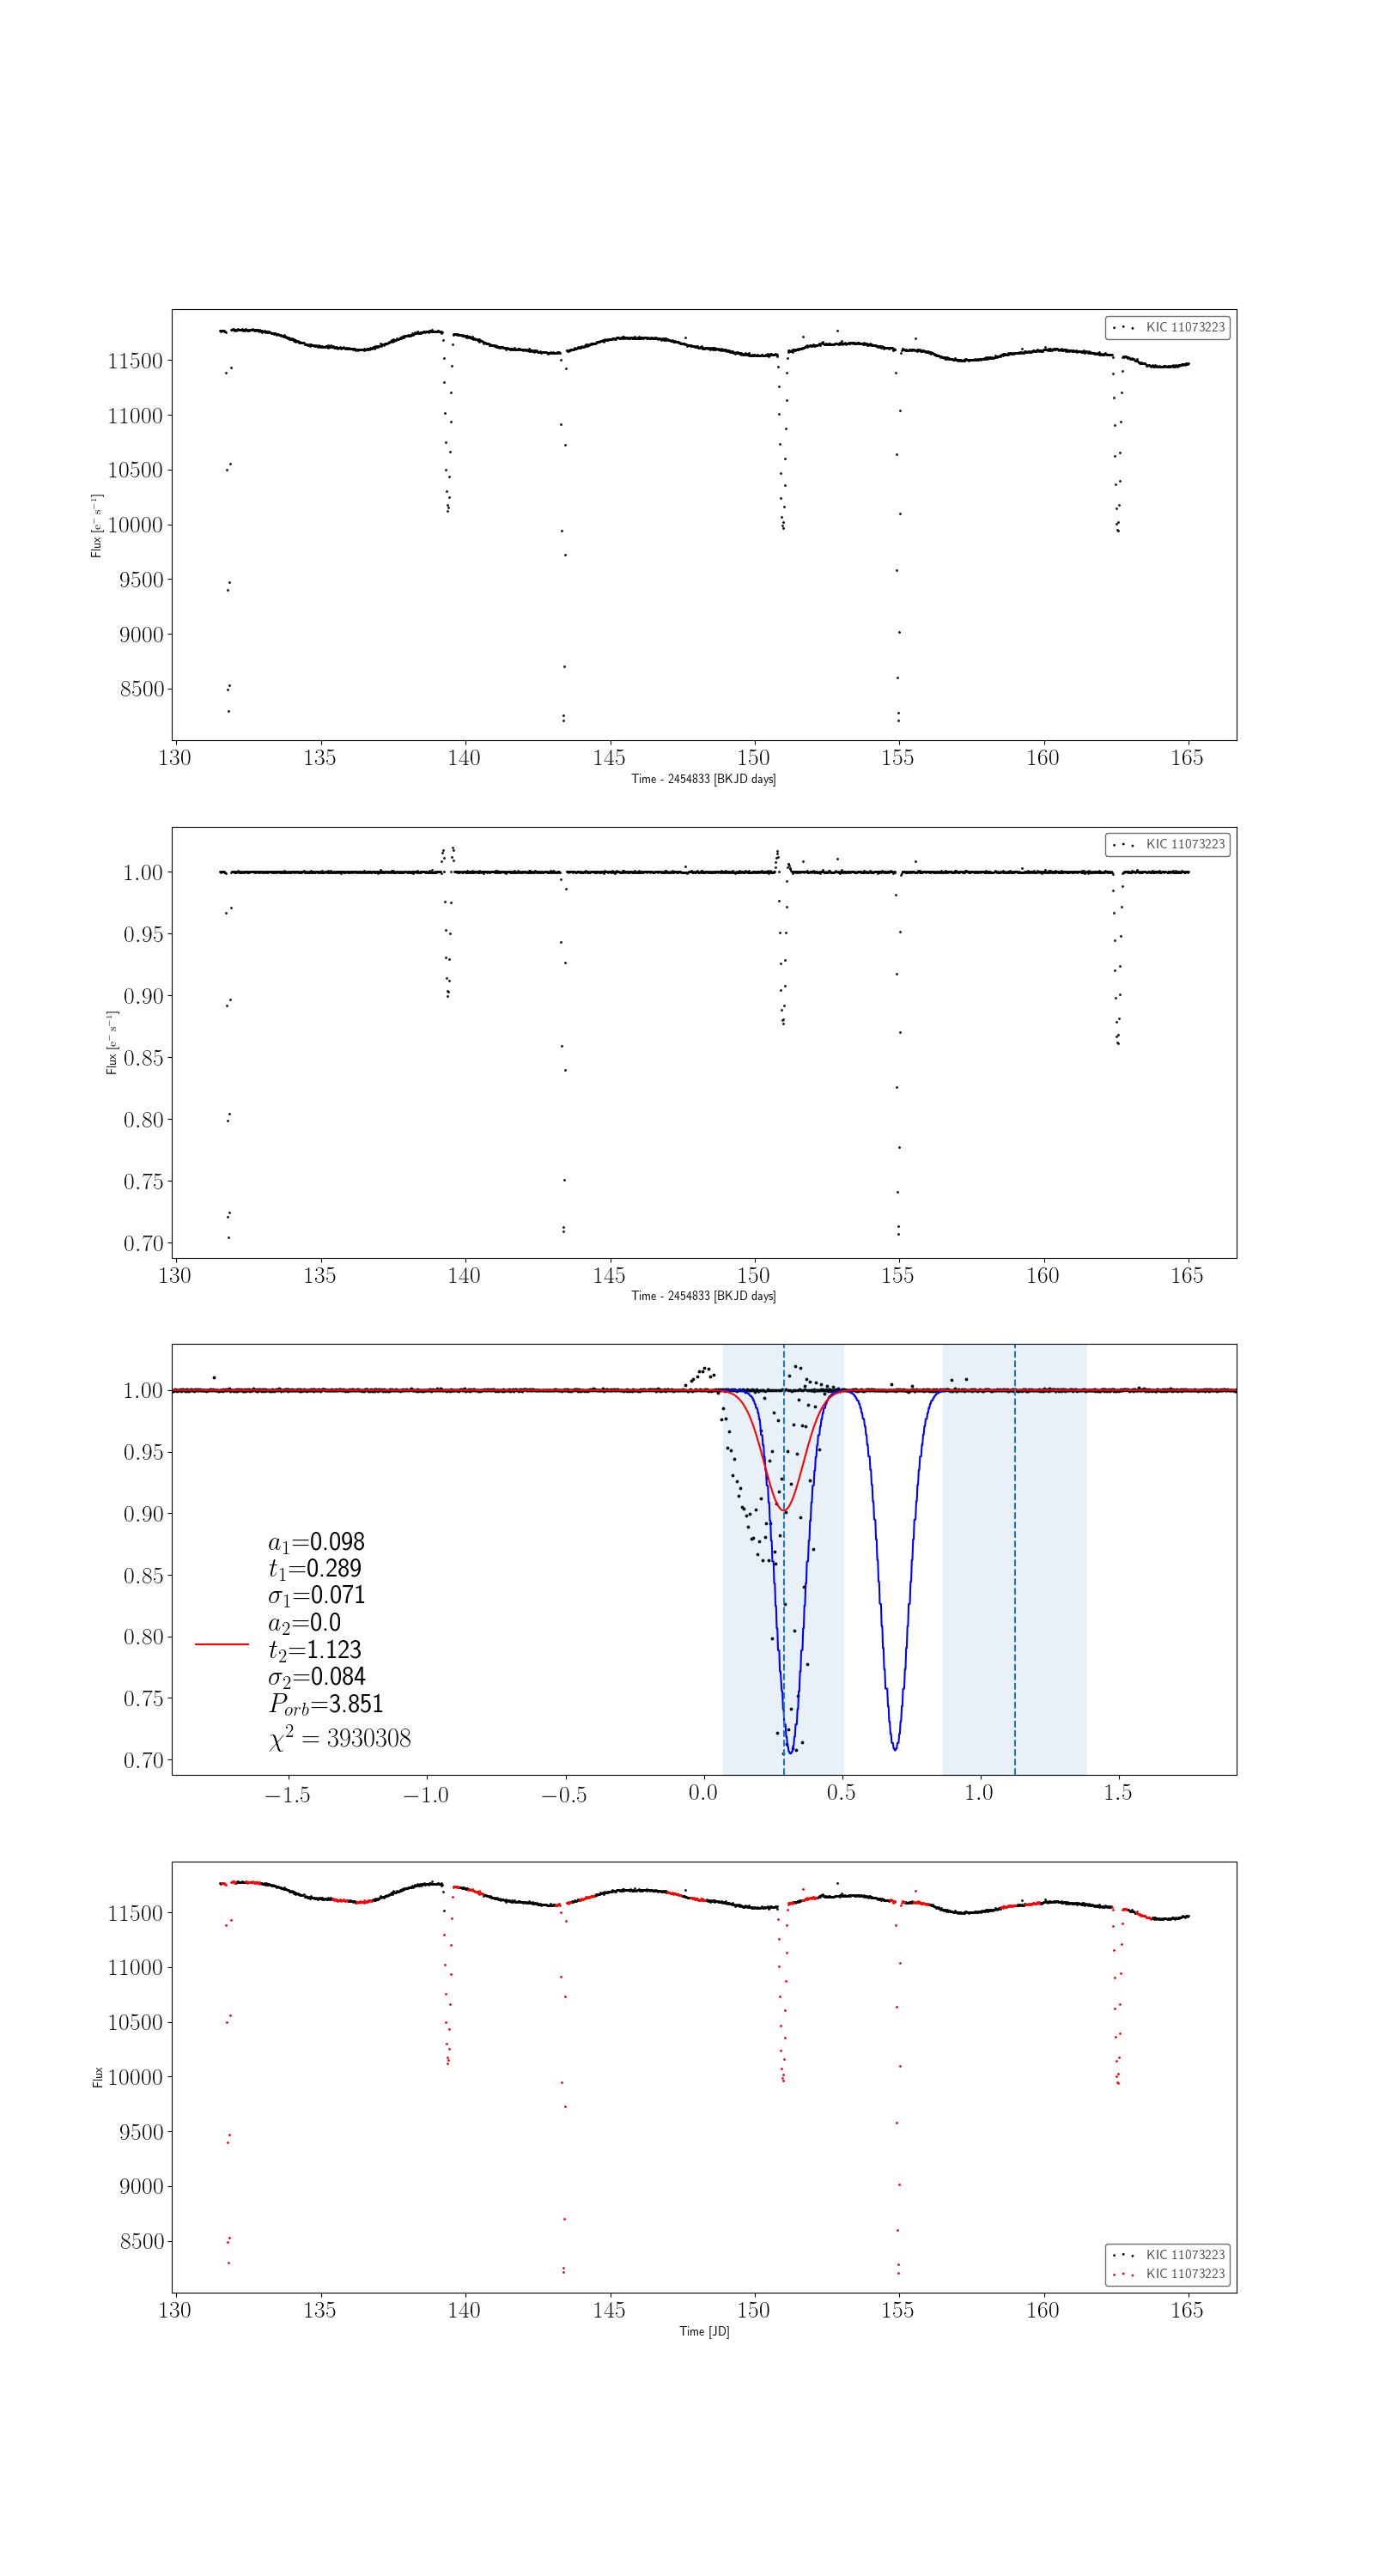 KIC 11073223
11500
11000
10500
10000
9500
9000
8500
Flux [e⁻ s⁻¹]
130 135 140 145 150 155 160 165
Time - 2454833 [BKJD days]
KIC 11073223
1.00
0.95
0.90
0.85
0.80
0.75
0.70
Flux [e⁻ s⁻¹]
130 135 140 145 150 155 160 165
Time - 2454833 [BKJD days]
1.00
0.95
0.90
0.85
0.80
0.75
0.70
a₁=0.098
t₁=0.289
σ₁=0.071
a₂=0.0
t₂=1.123
σ₂=0.084
P_orb=3.851
χ² = 3930308
−1.5 −1.0 −0.5 0.0 0.5 1.0 1.5
11500
11000
10500
10000
9500
9000
8500
Flux
KIC 11073223
KIC 11073223
130 135 140 145 150 155 160 165
Time [JD]